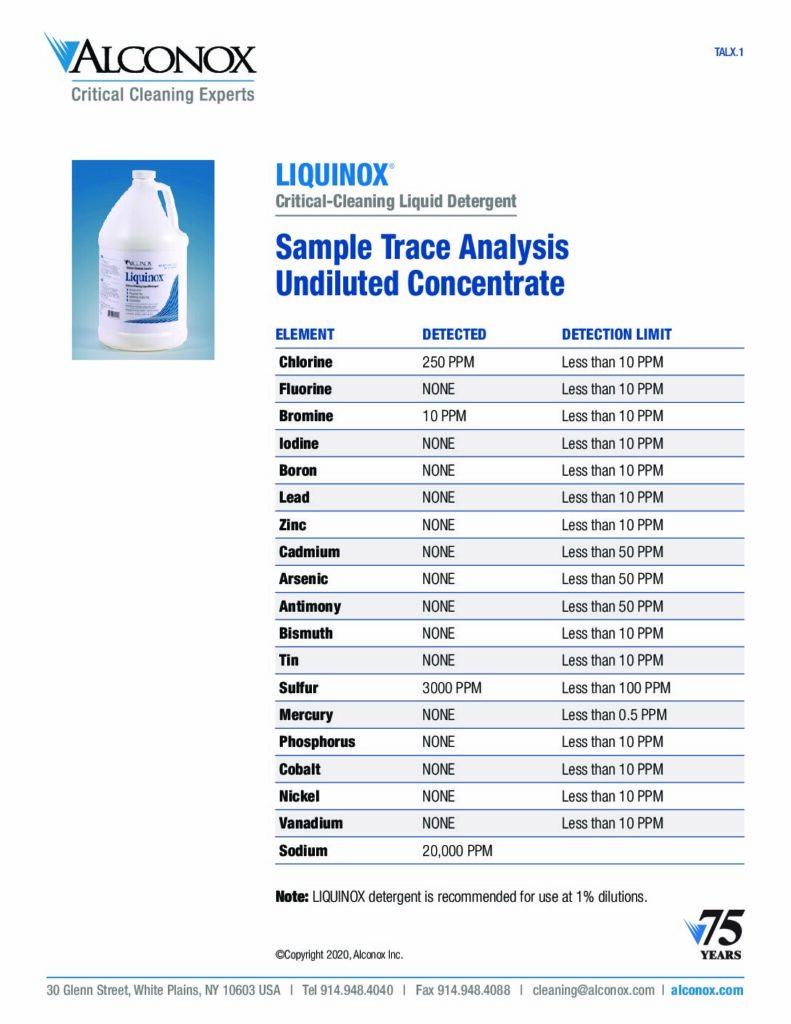 ALCONOX
Critical Cleaning Experts
TALX.1
ALCONOX
Liquinox
LIQUINOX®
Critical-Cleaning Liquid Detergent
Sample Trace Analysis
Undiluted Concentrate
ELEMENT DETECTED DETECTION LIMIT
Chlorine 250 PPM Less than 10 PPM
Fluorine NONE Less than 10 PPM
Bromine 10 PPM Less than 10 PPM
Iodine NONE Less than 10 PPM
Boron NONE Less than 10 PPM
Lead NONE Less than 10 PPM
Zinc NONE Less than 10 PPM
Cadmium NONE Less than 50 PPM
Arsenic NONE Less than 50 PPM
Antimony NONE Less than 50 PPM
Bismuth NONE Less than 10 PPM
Tin NONE Less than 10 PPM
Sulfur 3000 PPM Less than 100 PPM
Mercury NONE Less than 0.5 PPM
Phosphorus NONE Less than 10 PPM
Cobalt NONE Less than 10 PPM
Nickel NONE Less than 10 PPM
Vanadium NONE Less than 10 PPM
Sodium 20,000 PPM
Note: LIQUINOX detergent is recommended for use at 1% dilutions.
75
YEARS
©Copyright 2020, Alconox Inc.
30 Glenn Street, White Plains, NY 10603 USA | Tel 914.948.4040 | Fax 914.948.4088 | cleaning@alconox.com | alconox.com